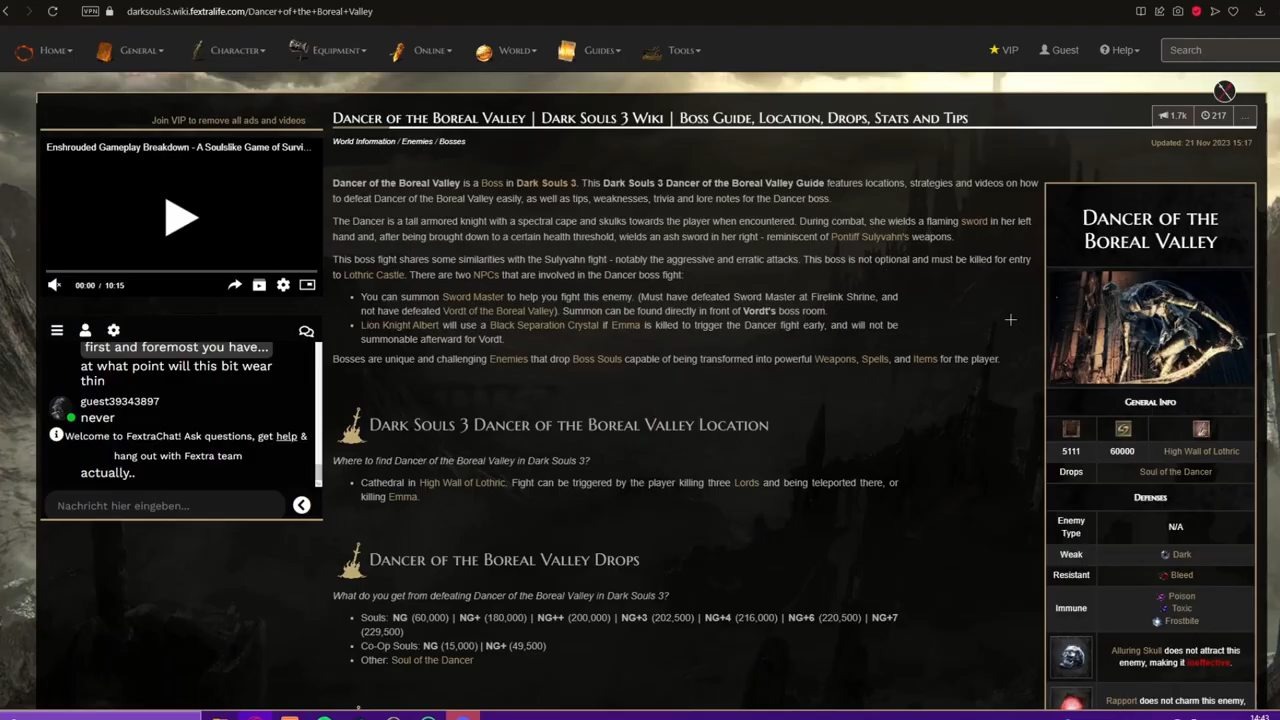 VPN darksouls3.wiki.fextralife.com/Dancer+of+the+Boreal+Valley
Home General Character Equipment Online World Guides Tools VIP Guest Help Search
Join VIP to remove all ads and videos
Enshrouded Gameplay Breakdown - A Soulslike Game of Survi...
00:00 / 10:15
first and foremost you have...
at what point will this bit wear
thin
guest39343897
never
Welcome to FextraChat! Ask questions, get help &
hang out with Fextra team
actually..
Nachricht hier eingeben...
Dancer of the Boreal Valley | Dark Souls 3 Wiki | Boss Guide, Location, Drops, Stats and Tips
1.7k 217 ...
World Information / Enemies / Bosses
Updated: 21 Nov 2023 15:17
Dancer of the Boreal Valley is a Boss in Dark Souls 3. This Dark Souls 3 Dancer of the Boreal Valley Guide features locations, strategies and videos on how
to defeat Dancer of the Boreal Valley easily, as well as tips, weaknesses, trivia and lore notes for the Dancer boss.
The Dancer is a tall armored knight with a spectral cape and skulks towards the player when encountered. During combat, she wields a flaming sword in her left
hand and, after being brought down to a certain health threshold, wields an ash sword in her right - reminiscent of Pontiff Sulyvahn's weapons.
This boss fight shares some similarities with the Sulyvahn fight - notably the aggressive and erratic attacks. This boss is not optional and must be killed for entry
to Lothric Castle. There are two NPCs that are involved in the Dancer boss fight:
• You can summon Sword Master to help you fight this enemy. (Must have defeated Sword Master at Firelink Shrine, and
not have defeated Vordt of the Boreal Valley). Summon can be found directly in front of Vordt's boss room.
• Lion Knight Albert will use a Black Separation Crystal if Emma is killed to trigger the Dancer fight early, and will not be
summonable afterward for Vordt.
Bosses are unique and challenging Enemies that drop Boss Souls capable of being transformed into powerful Weapons, Spells, and Items for the player.
Dark Souls 3 Dancer of the Boreal Valley Location
Where to find Dancer of the Boreal Valley in Dark Souls 3?
• Cathedral in High Wall of Lothric. Fight can be triggered by the player killing three Lords and being teleported there, or
killing Emma.
Dancer of the Boreal Valley Drops
What do you get from defeating Dancer of the Boreal Valley in Dark Souls 3?
• Souls: NG (60,000) | NG+ (180,000) | NG++ (200,000) | NG+3 (202,500) | NG+4 (216,000) | NG+6 (220,500) | NG+7
(229,500)
• Co-Op Souls: NG (15,000) | NG+ (49,500)
• Other: Soul of the Dancer
Dancer of the
Boreal Valley
General Info
5111 60000 High Wall of Lothric
Drops Soul of the Dancer
Defenses
Enemy
Type N/A
Weak Dark
Resistant Bleed
Immune Poison
Toxic
Frostbite
Alluring Skull does not attract this
enemy, making it ineffective.
Rapport does not charm this enemy,
14:43